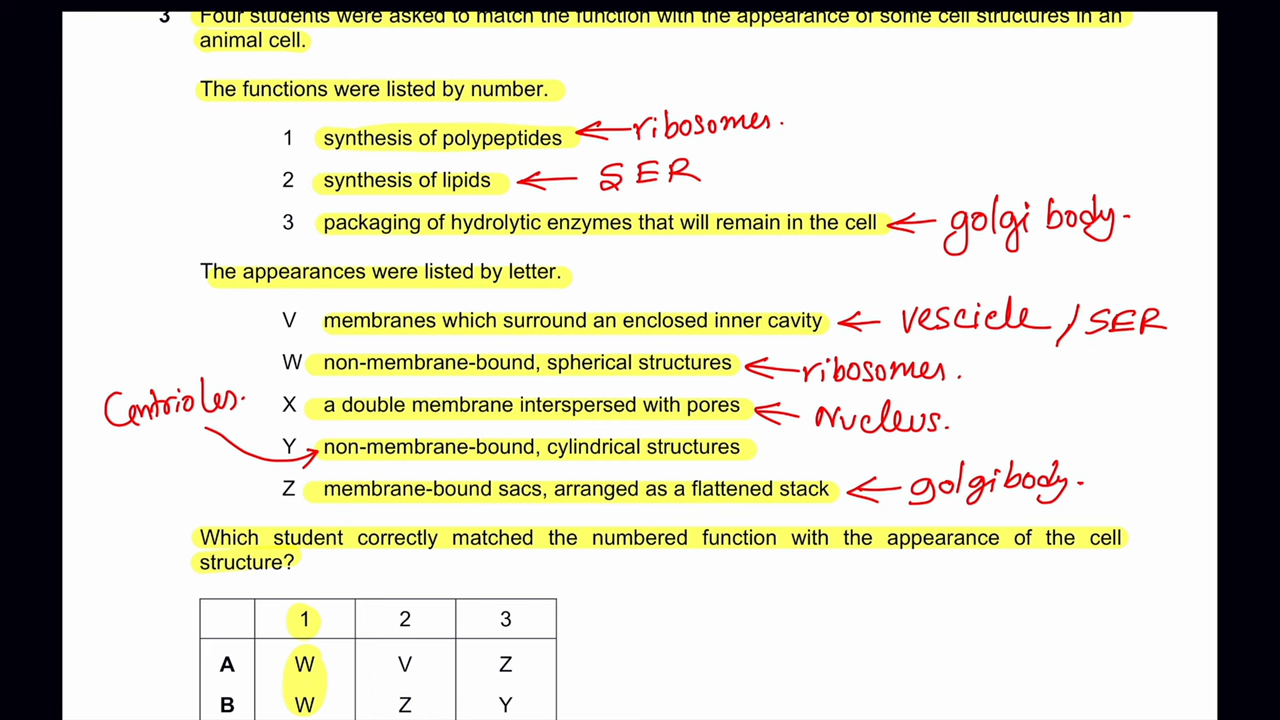 3 Four students were asked to match the function with the appearance of some cell structures in an
animal cell.
The functions were listed by number.
1 synthesis of polypeptides ribosomes.
2 synthesis of lipids SER
3 packaging of hydrolytic enzymes that will remain in the cell golgi body.
The appearances were listed by letter.
V membranes which surround an enclosed inner cavity vescicle / SER
W non-membrane-bound, spherical structures ribosomes.
Centrioles. X a double membrane interspersed with pores Nucleus.
Y non-membrane-bound, cylindrical structures
Z membrane-bound sacs, arranged as a flattened stack golgibody.
Which student correctly matched the numbered function with the appearance of the cell
structure?
1 2 3
A W V Z
B W Z Y